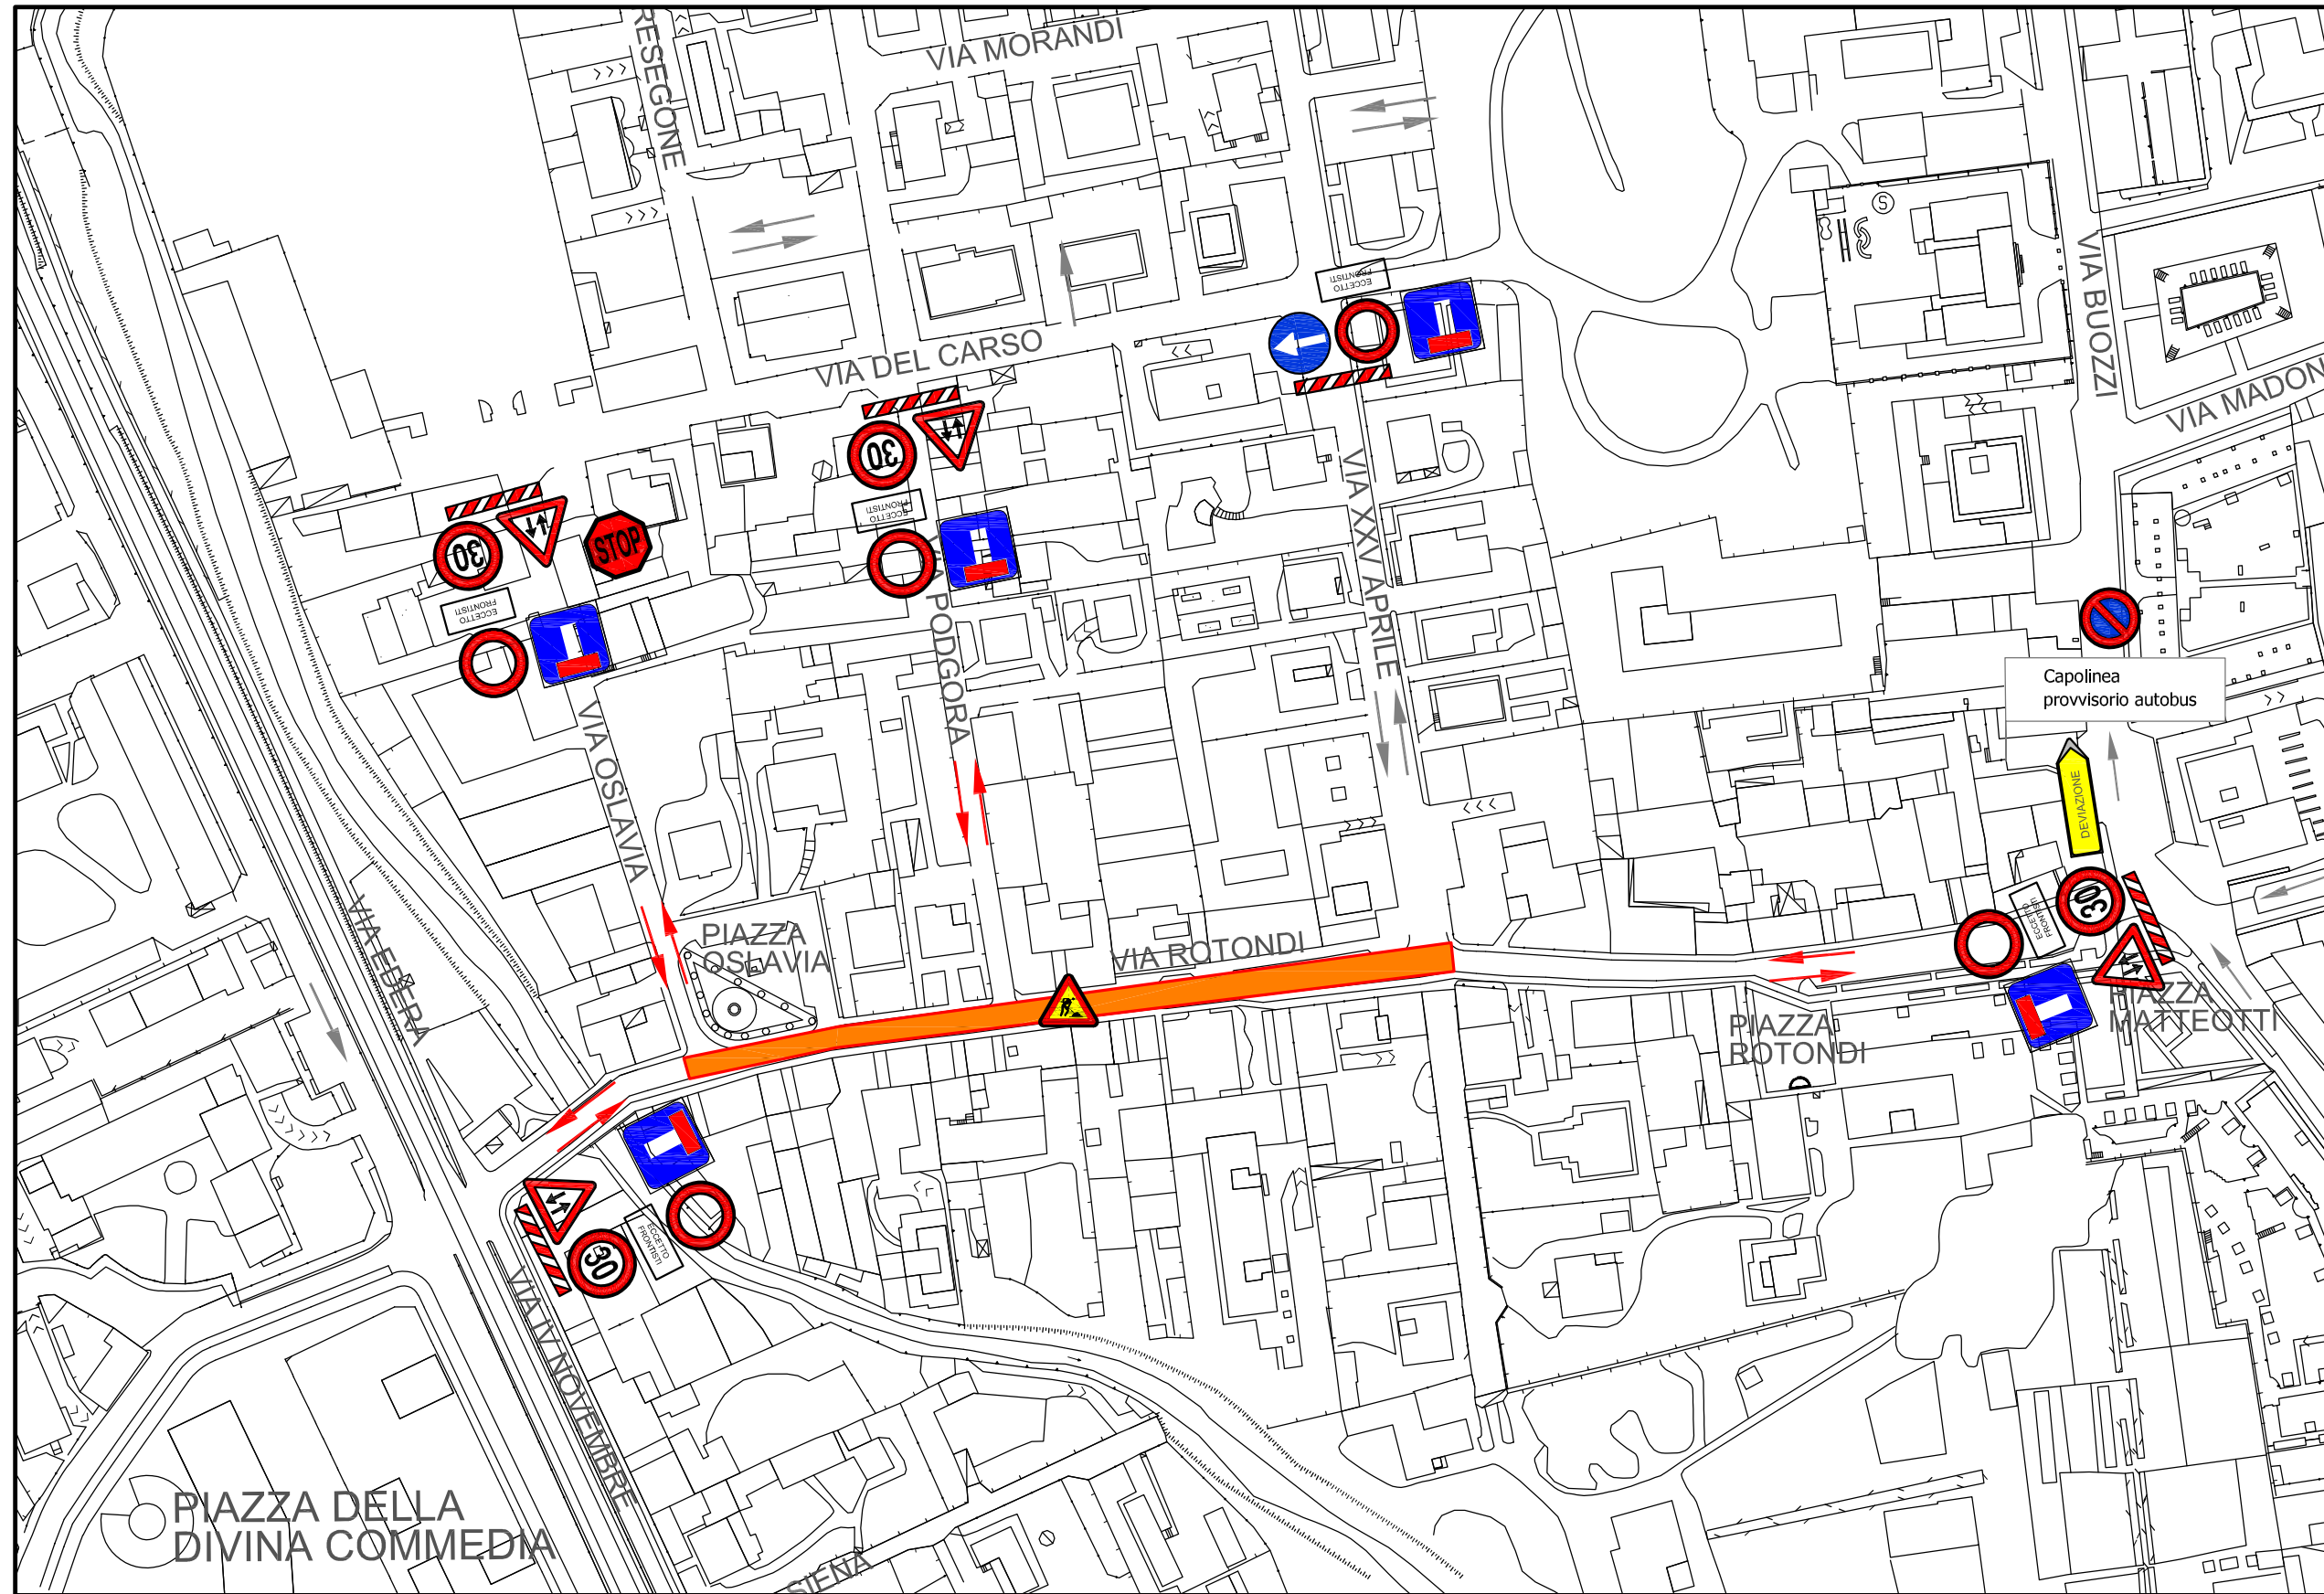 RESEGONE
VIA MORANDI
S
VIA BUOZZI
VIA MADON
ECCETTO
FRONTISTI
VIA DEL CARSO
30
ECCETTO
FRONTISTI
VIA PODGORA
30
STOP
ECCETTO
FRONTISTI
VIA OSLAVIA
VIA XXV APRILE
Capolinea
provvisorio autobus
DEVIAZIONE
30
ECCETTO
FRONTISTI
VIA EDERA
PIAZZA
OSLAVIA
VIA ROTONDI
PIAZZA
MATTEOTTI
PIAZZA
ROTONDI
30
ECCETTO
FRONTISTI
VIA IV NOVEMBRE
PIAZZA DELLA
DIVINA COMMEDIA
SIENA